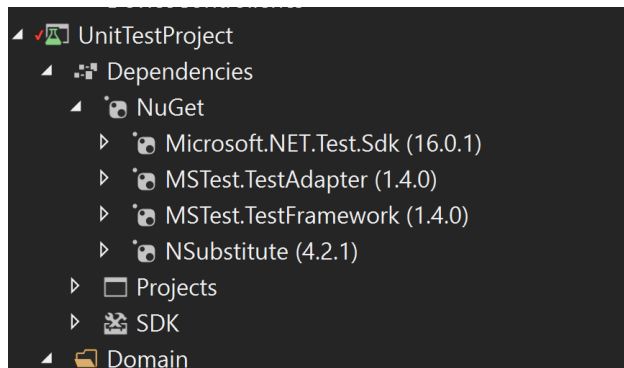 UnitTestProject
Dependencies
NuGet
Microsoft.NET.Test.Sdk (16.0.1)
MSTest.TestAdapter (1.4.0)
MSTest.TestFramework (1.4.0)
NSubstitute (4.2.1)
Projects
SDK
Domain